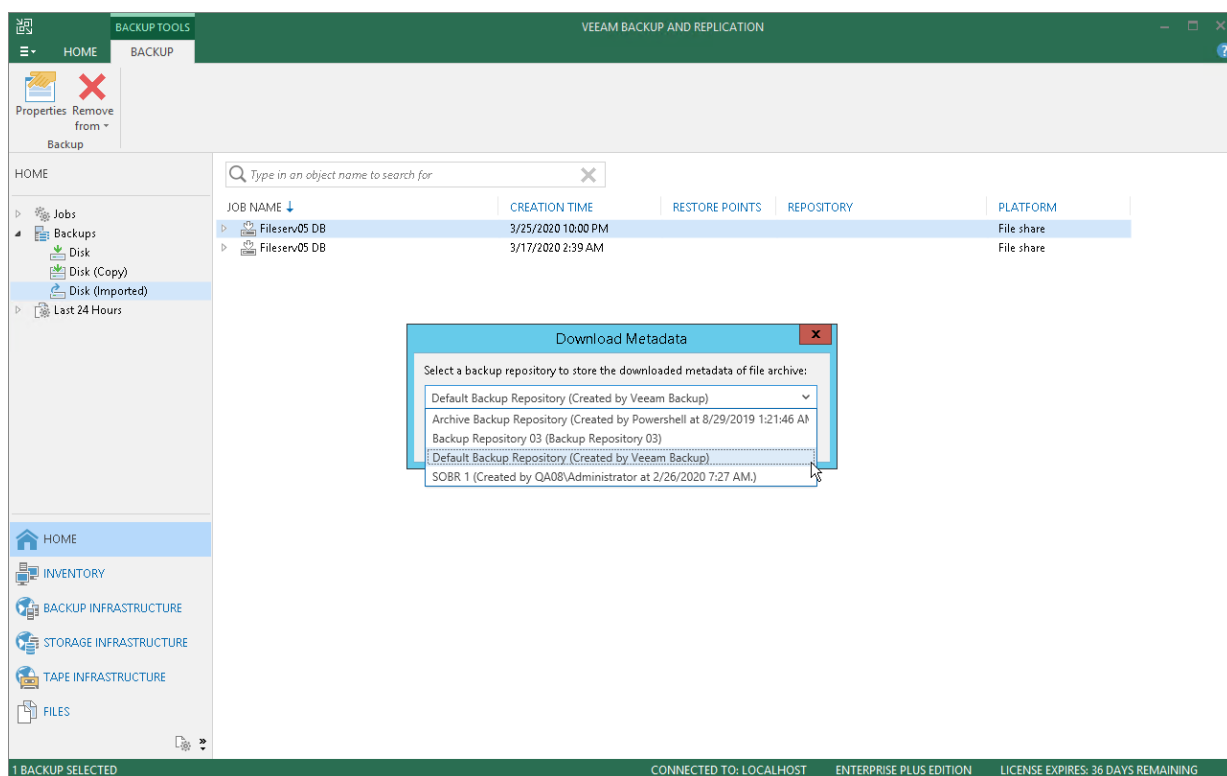 BACKUP TOOLS
VEEAM BACKUP AND REPLICATION
HOME
BACKUP
Properties
Remove
from
Backup
HOME
Type in an object name to search for
Jobs
Backups
Disk
Disk (Copy)
Disk (Imported)
Last 24 Hours
JOB NAME CREATION TIME RESTORE POINTS REPOSITORY PLATFORM
Fileserv05 DB 3/25/2020 10:00 PM File share
Fileserv05 DB 3/17/2020 2:39 AM File share
Download Metadata
x
Select a backup repository to store the downloaded metadata of file archive:
Default Backup Repository (Created by Veeam Backup)
Archive Backup Repository (Created by Powershell at 8/29/2019 1:21:46
Backup Repository 03 (Backup Repository 03)
Default Backup Repository (Created by Veeam Backup)
SOBR 1 (Created by QA08\Administrator at 2/26/2020 7:27 AM.)
HOME
INVENTORY
BACKUP INFRASTRUCTURE
STORAGE INFRASTRUCTURE
TAPE INFRASTRUCTURE
FILES
1 BACKUP SELECTED
CONNECTED TO: LOCALHOST ENTERPRISE PLUS EDITION LICENSE EXPIRES: 36 DAYS REMAINING